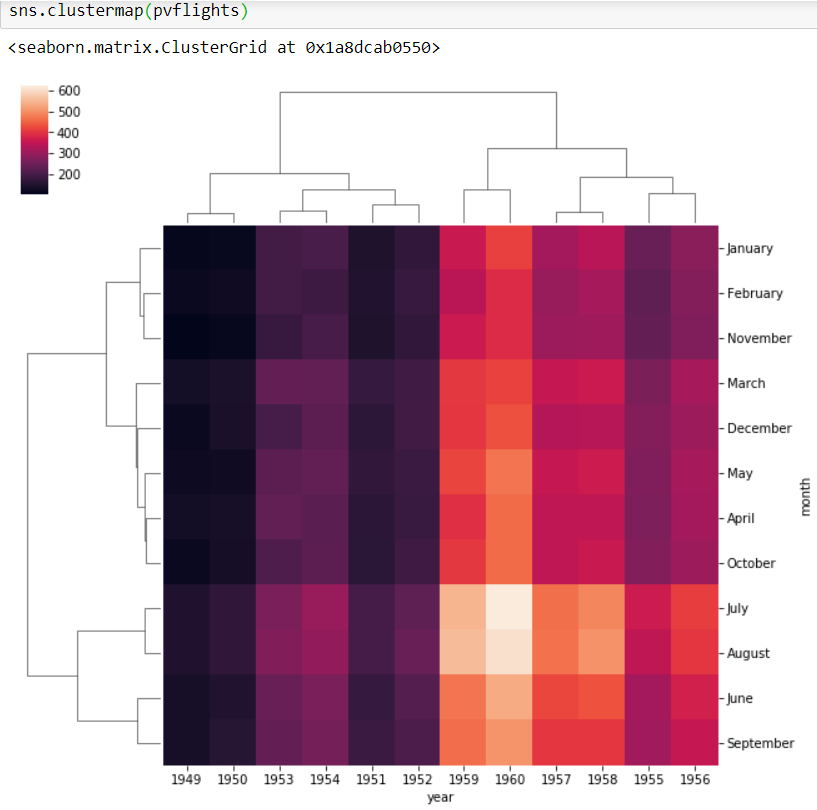 sns.clustermap(pvflights)
<seaborn.matrix.ClusterGrid at 0x1a8dcab0550>
600
500
400
300
200
January
February
November
March
December
May
April
October
July
August
June
September
month
1949 1950 1953 1954 1951 1952 1959 1960 1957 1958 1955 1956
year